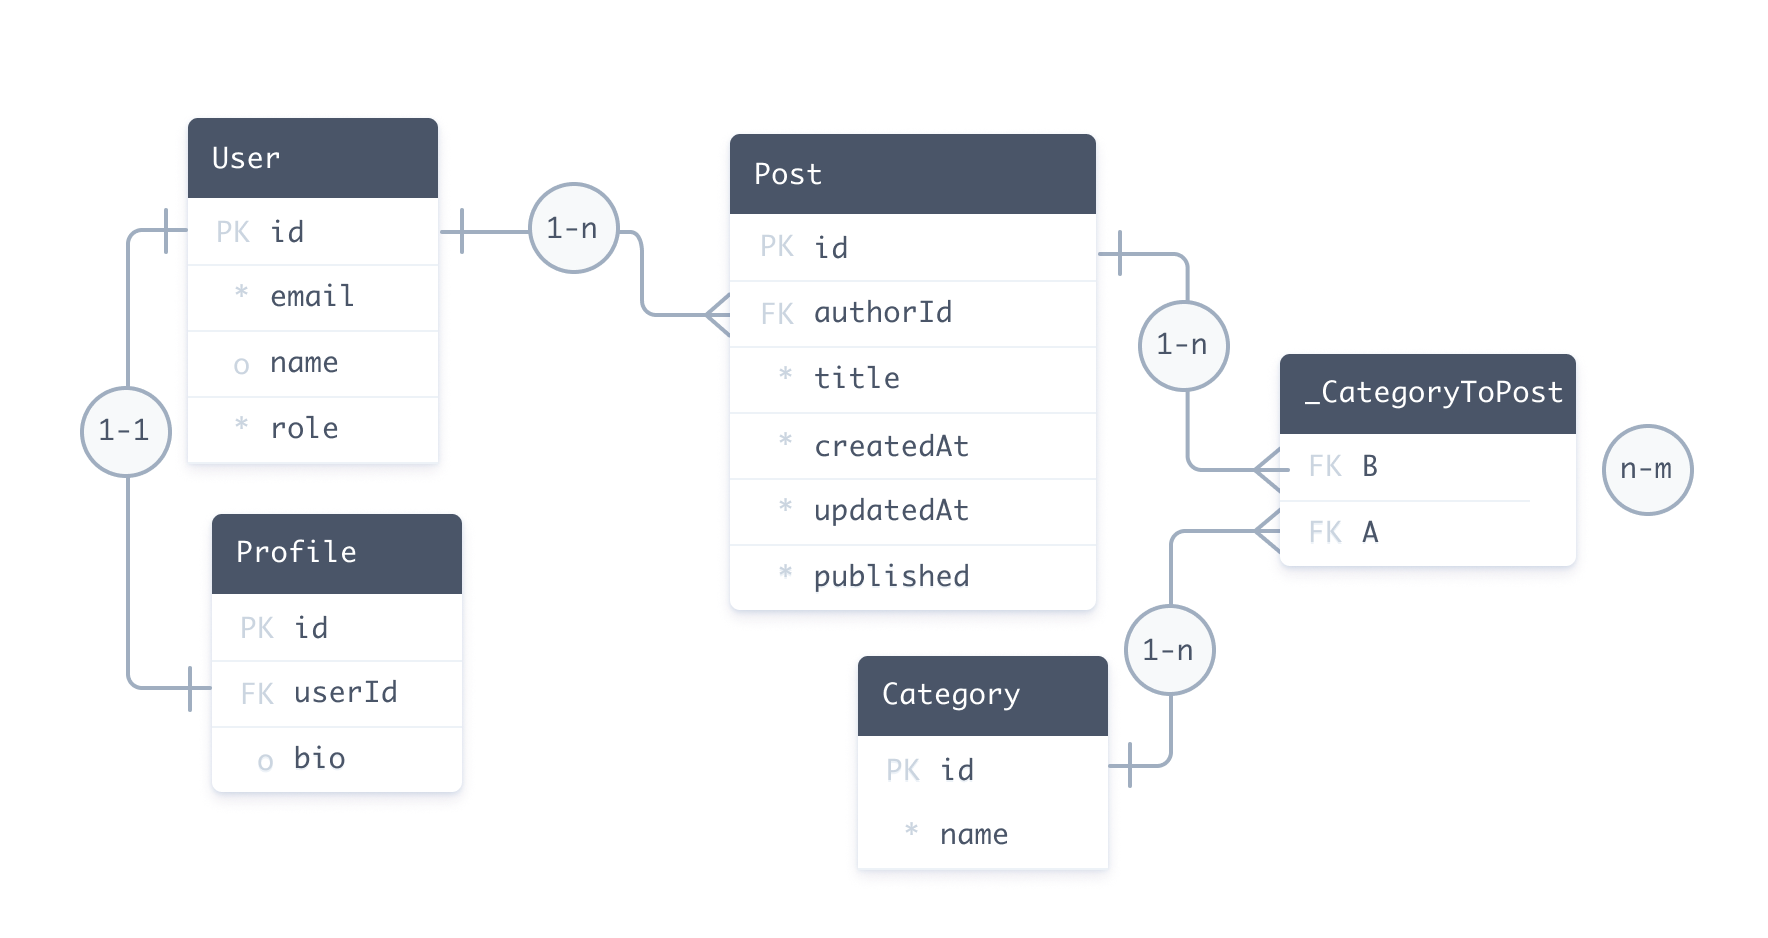 User
PK id
* email
o name
* role
1-1
Profile
PK id
FK userId
o bio
1-n
Post
PK id
FK authorId
* title
* createdAt
* updatedAt
* published
1-n
_CategoryToPost
FK B
FK A
n-m
1-n
Category
PK id
* name